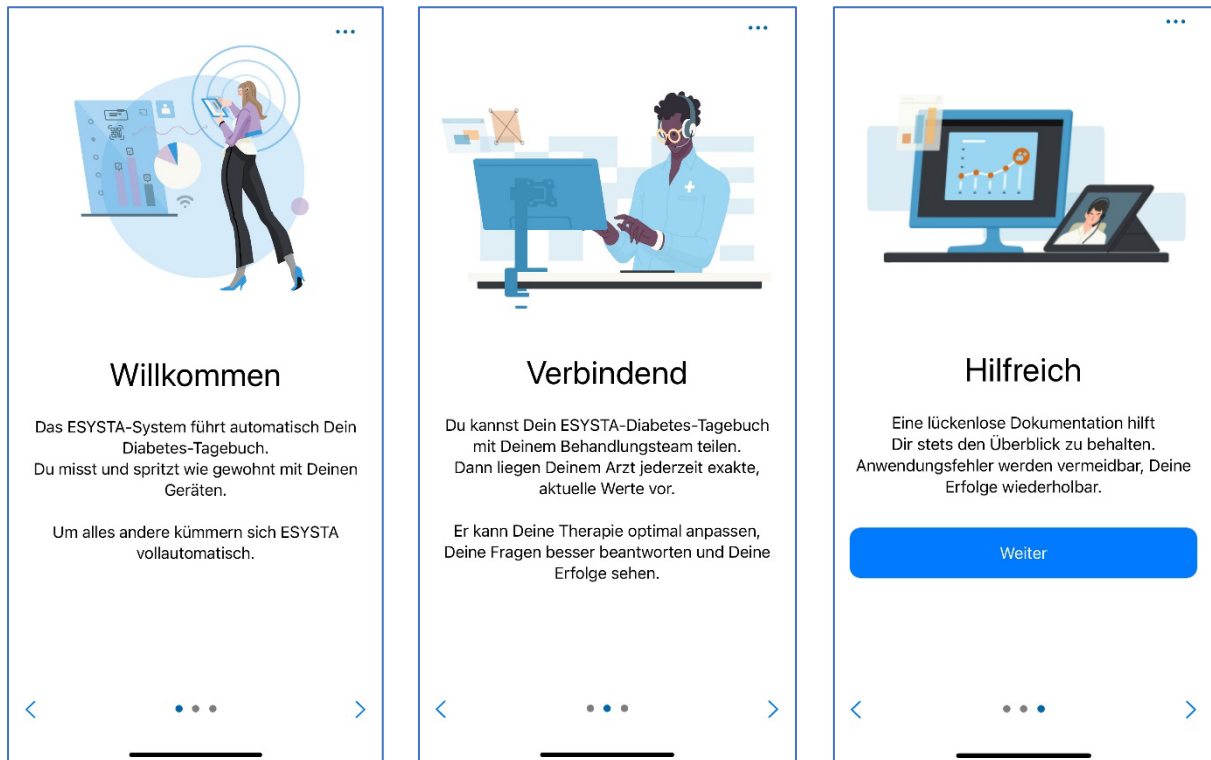 Willkommen
Das ESYSTA-System führt automatisch Dein
Diabetes-Tagebuch.
Du misst und spritzt wie gewohnt mit Deinen
Geräten.
Um alles andere kümmern sich ESYSTA
vollautomatisch.
Verbindend
Du kannst Dein ESYSTA-Diabetes-Tagebuch
mit Deinem Behandlungsteam teilen.
Dann liegen Deinem Arzt jederzeit exakte,
aktuelle Werte vor.
Er kann Deine Therapie optimal anpassen,
Deine Fragen besser beantworten und Deine
Erfolge sehen.
Hilfreich
Eine lückenlose Dokumentation hilft
Dir stets den Überblick zu behalten.
Anwendungsfehler werden vermeidbar, Deine
Erfolge wiederholbar.
Weiter